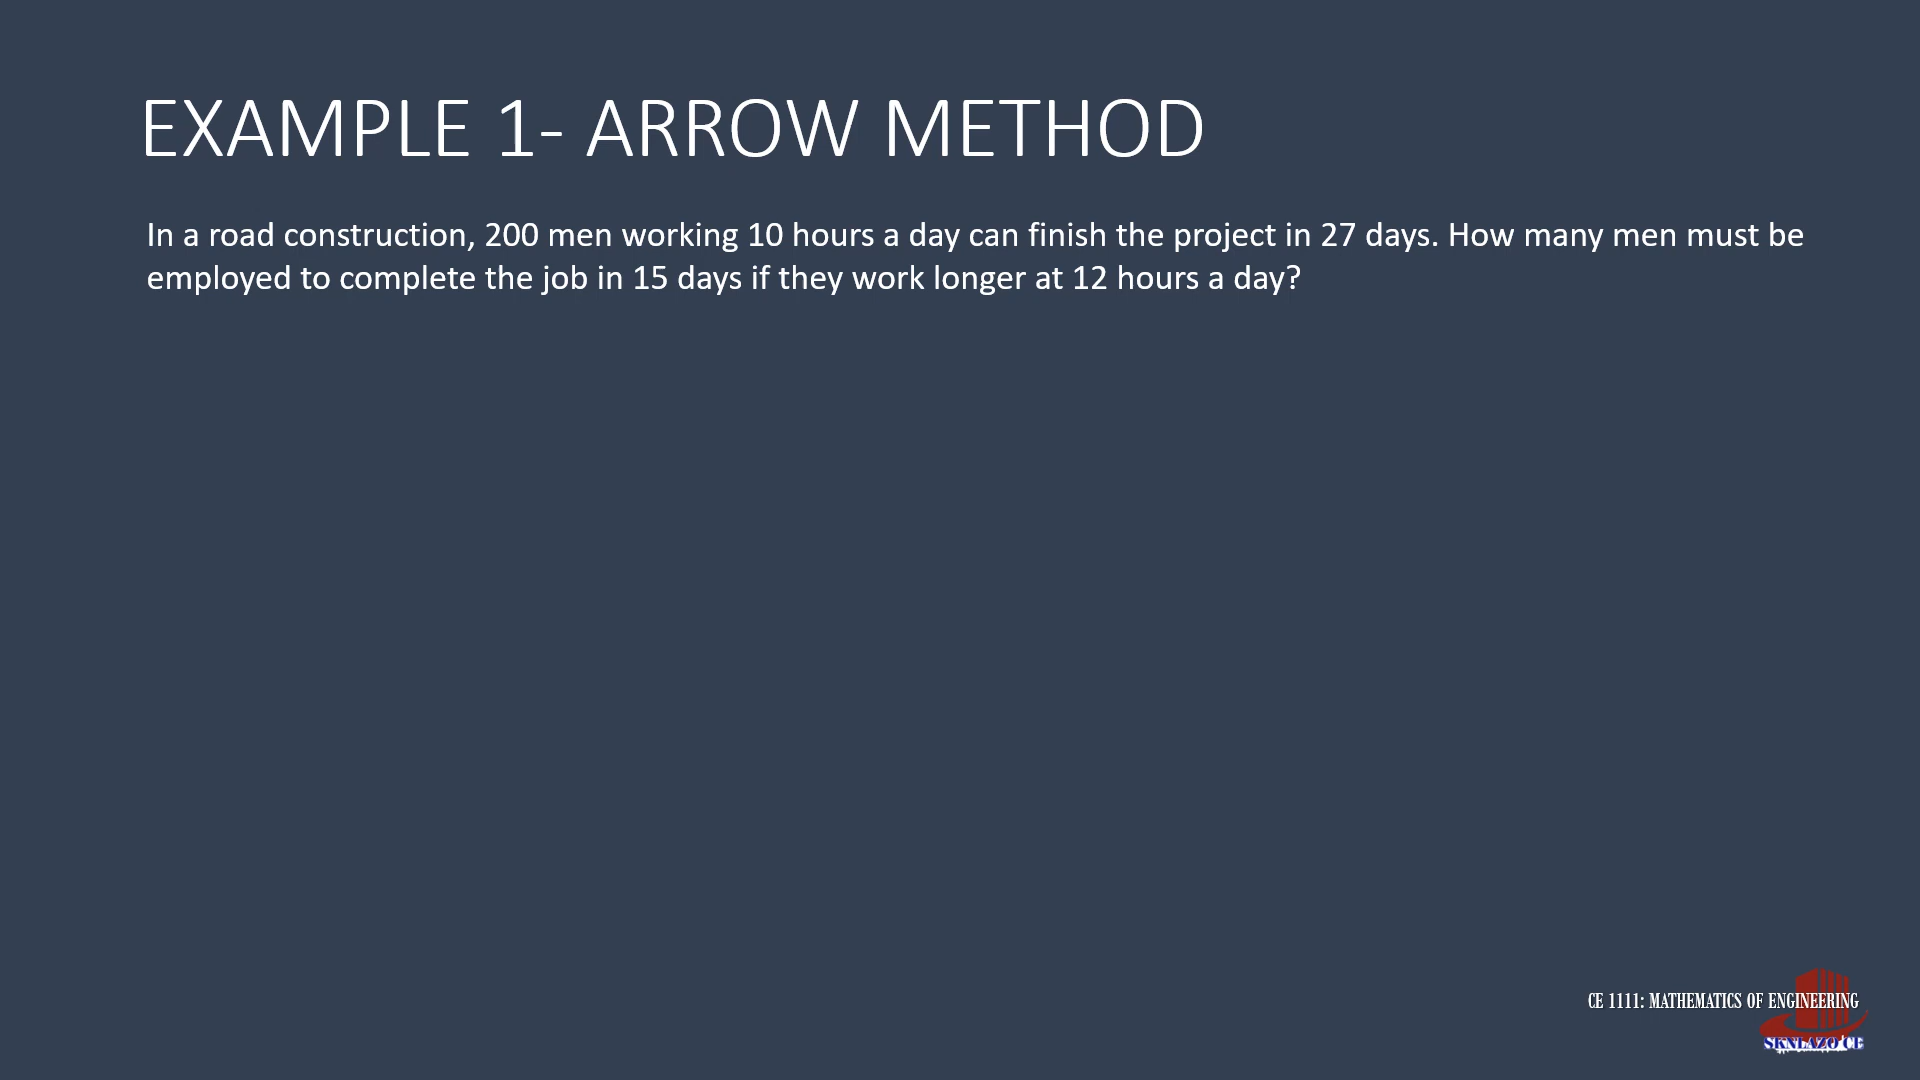 EXAMPLE 1- ARROW METHOD
In a road construction, 200 men working 10 hours a day can finish the project in 27 days. How many men must be
employed to complete the job in 15 days if they work longer at 12 hours a day?
CE 1111: MATHEMATICS OF ENGINEERING
SKNLAZO CE